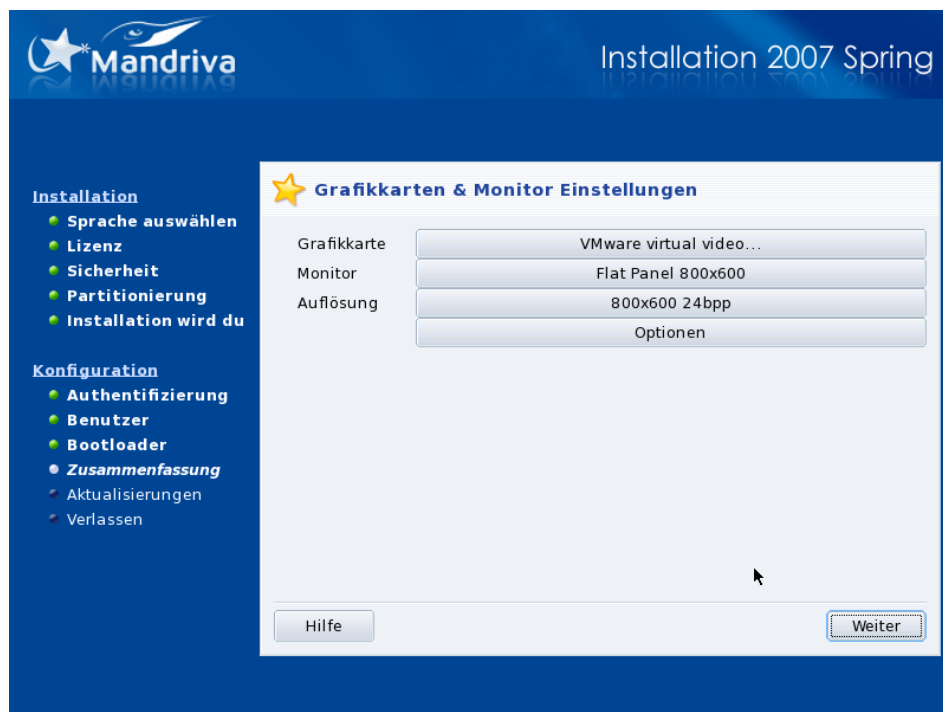 Mandriva
Installation 2007 Spring
Installation
Sprache auswählen
Lizenz
Sicherheit
Partitionierung
Installation wird du
Konfiguration
Authentifizierung
Benutzer
Bootloader
Zusammenfassung
Aktualisierungen
Verlassen
Grafikkarten & Monitor Einstellungen
Grafikkarte VMware virtual video...
Monitor Flat Panel 800x600
Auflösung 800x600 24bpp
Optionen
Hilfe Weiter